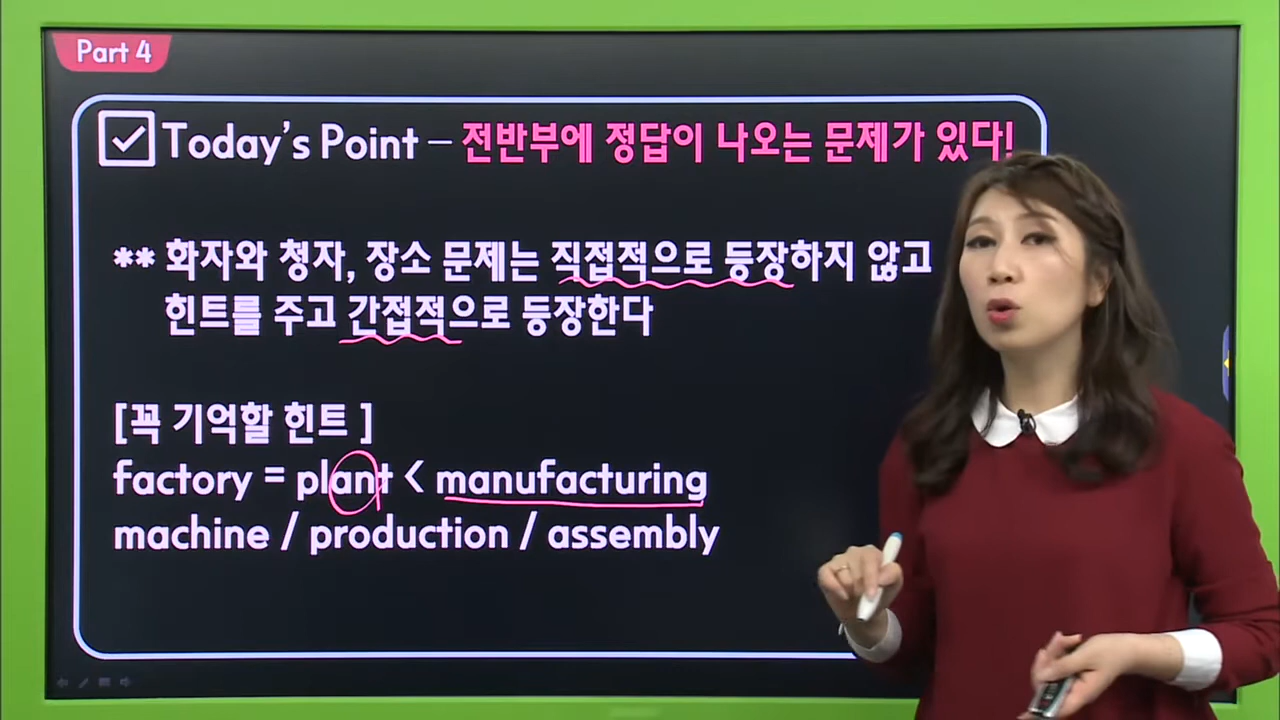 Part 4
Today's Point – 전반부에 정답이 나오는 문제가 있다!
** 화자와 청자, 장소 문제는 직접적으로 등장하지 않고
힌트를 주고 간접적으로 등장한다
[꼭 기억할 힌트 ]
factory = plant < manufacturing
machine / production / assembly